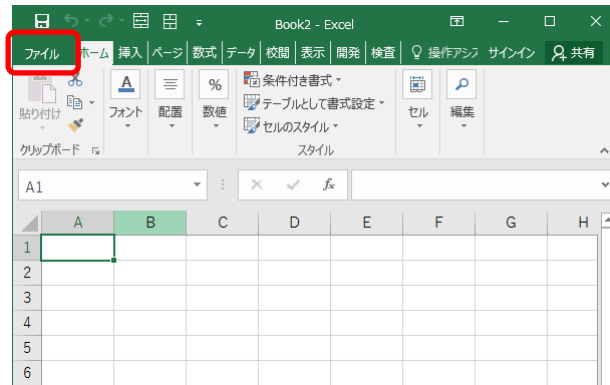 Book2 - Excel
ファイル ホーム 挿入 ページ 数式 データ 校閲 表示 開発 検査 操作アシス サインイン 共有
貼り付け フォント 配置 数値 条件付き書式 テーブルとして書式設定 セルのスタイル セル 編集
クリップボード スタイル
A1 fx
A B C D E F G H
1
2
3
4
5
6